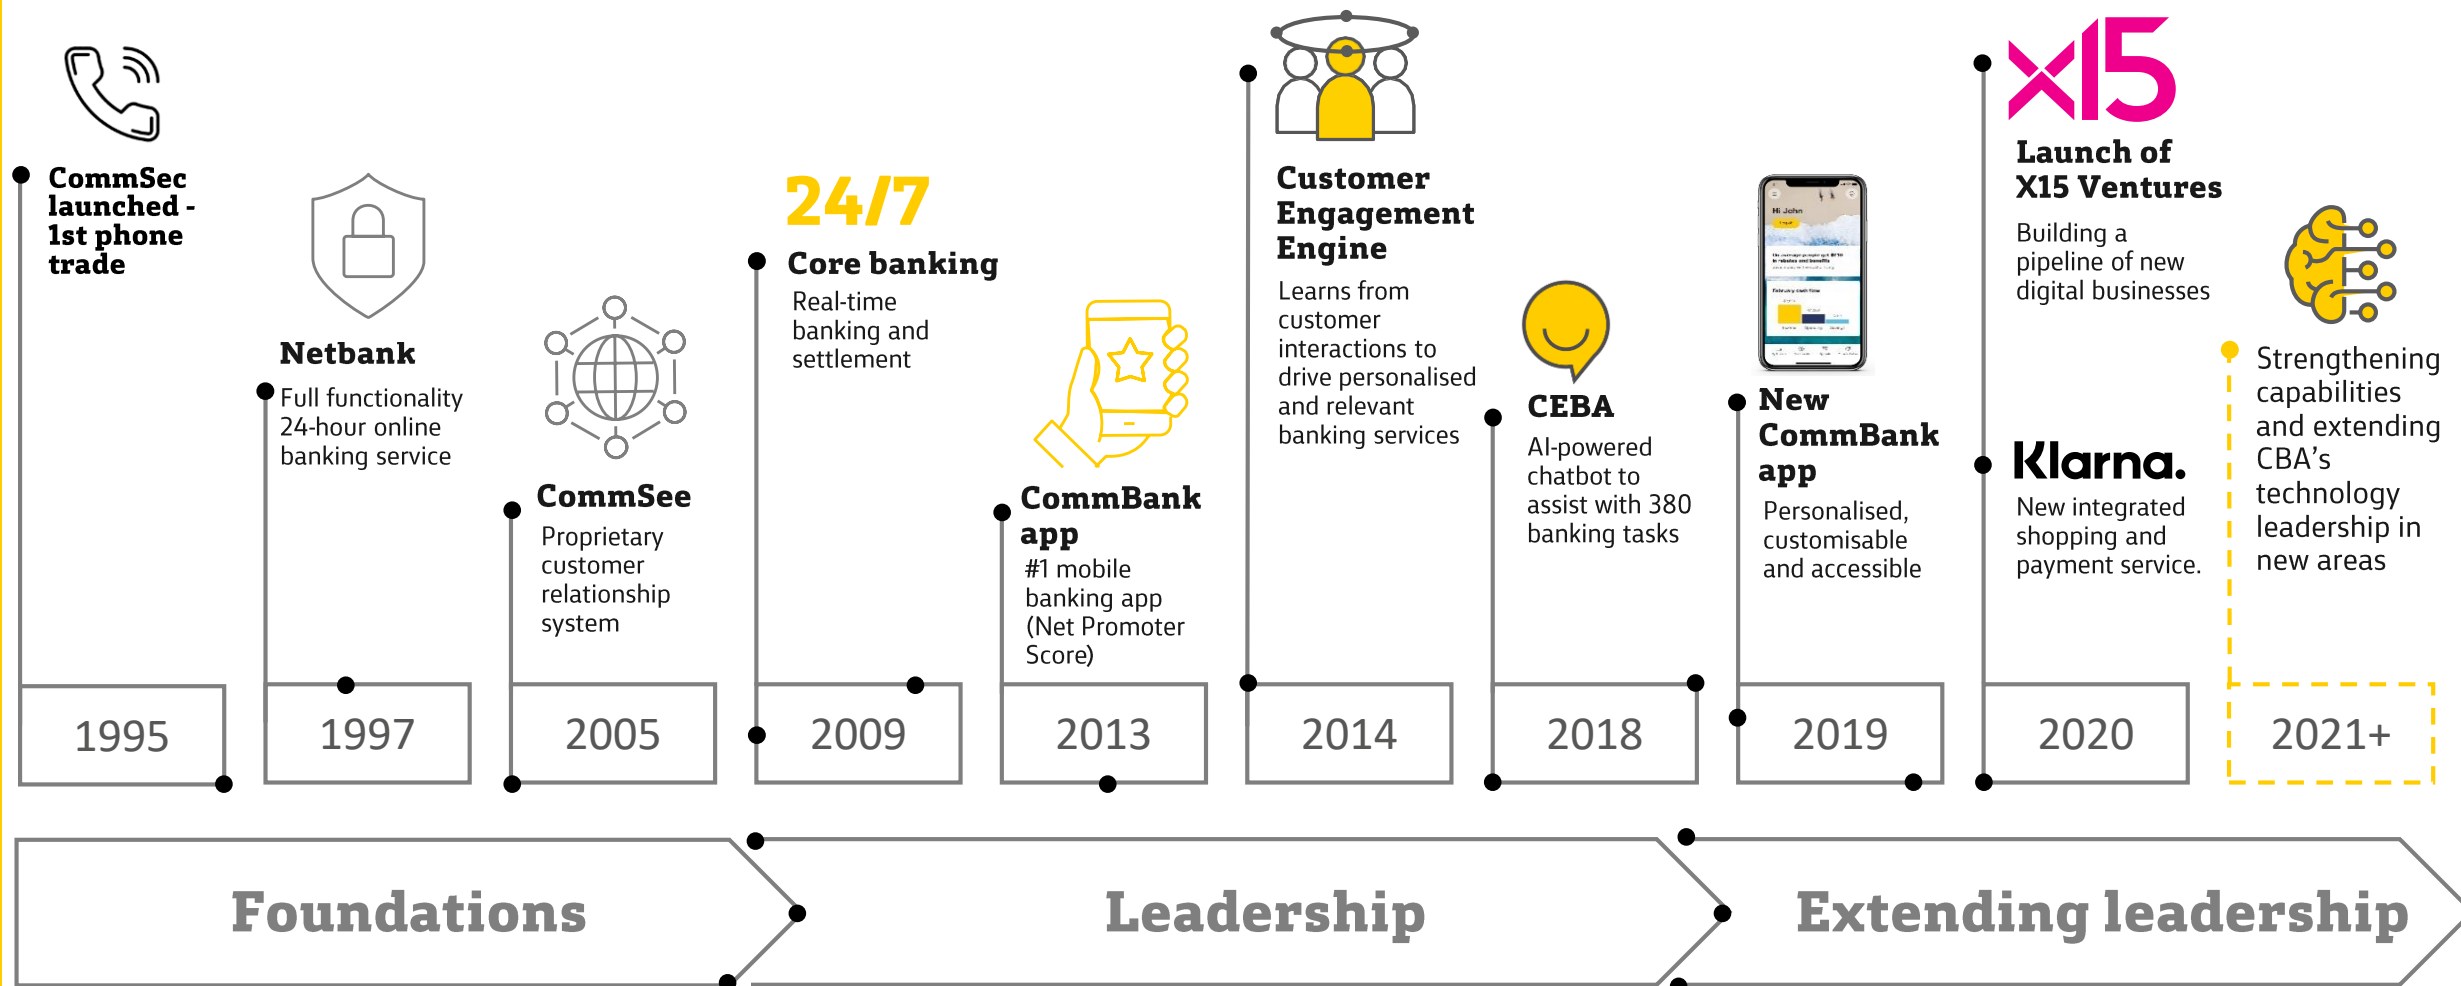 CommSec
launched -
1st phone
trade
Netbank
Full functionality
24-hour online
banking service
CommSee
Proprietary
customer
relationship
system
24/7
Core banking
Real-time
banking and
settlement
CommBank
app
#1 mobile
banking app
(Net Promoter
Score)
Customer
Engagement
Engine
Learns from
customer
interactions to
drive personalised
and relevant
banking services
CEBA
AI-powered
chatbot to
assist with 380
banking tasks
Hi John
New
CommBank
app
Personalised,
customisable
and accessible
X15
Launch of
X15 Ventures
Building a
pipeline of new
digital businesses
Klarna.
New integrated
shopping and
payment service.
Strengthening
capabilities
and extending
CBA's
technology
leadership in
new areas
1995
1997
2005
2009
2013
2014
2018
2019
2020
2021+
Foundations
Leadership
Extending leadership